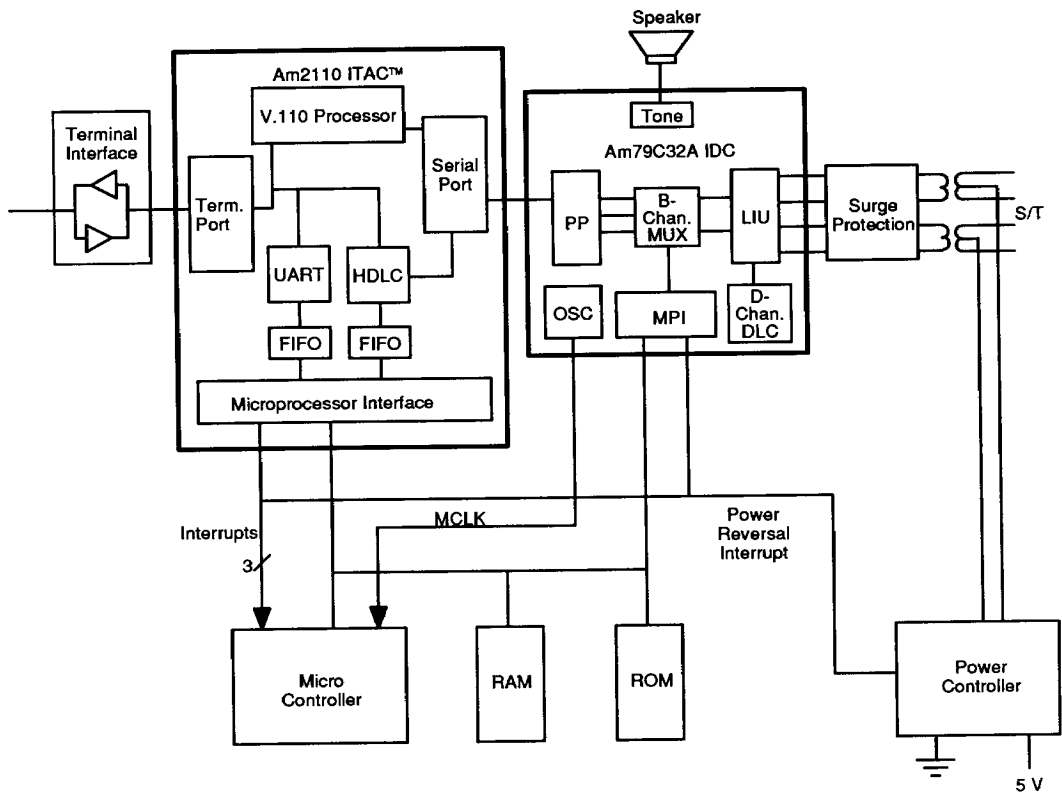 Speaker
Am2110 ITAC™
V.110 Processor
Tone
Terminal
Interface
Am79C32A IDC
Serial
Port
Term.
Port
PP
B-
Chan.
MUX
LIU
Surge
Protection
S/T
UART
HDLC
OSC
MPI
D-
Chan.
DLC
FIFO
FIFO
Microprocessor Interface
Interrupts
3
MCLK
Power
Reversal
Interrupt
Micro
Controller
RAM
ROM
Power
Controller
5 V